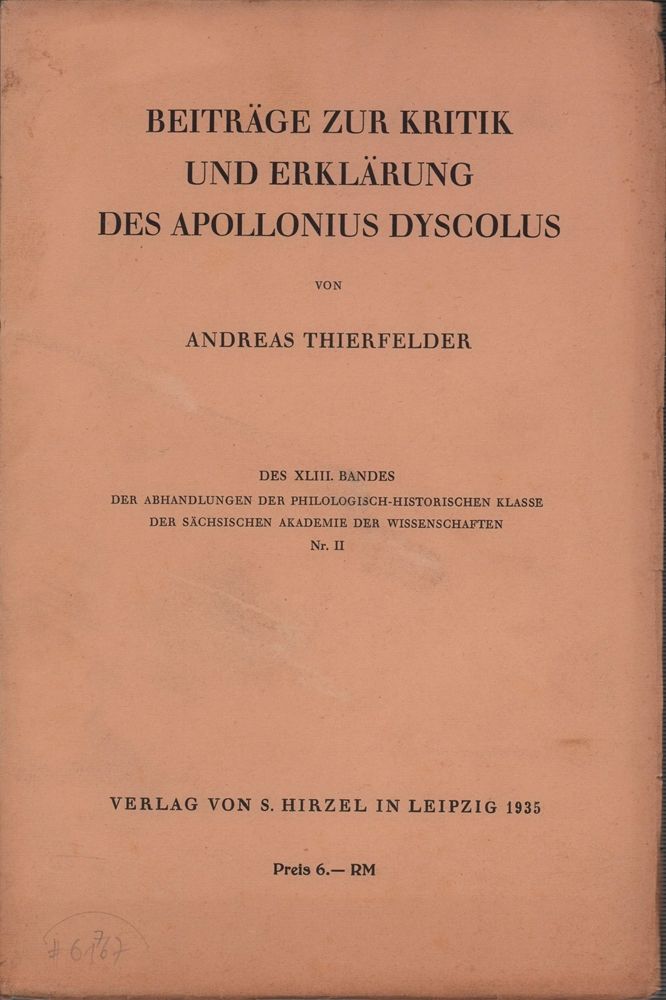 BEITRÄGE ZUR KRITIK
UND ERKLÄRUNG
DES APOLLONIUS DYSCOLUS
VON
ANDREAS THIERFELDER
DES XLIII. BANDES
DER ABHANDLUNGEN DER PHILOLOGISCH-HISTORISCHEN KLASSE
DER SÄCHSISCHEN AKADEMIE DER WISSENSCHAFTEN
Nr. II
VERLAG VON S. HIRZEL IN LEIPZIG 1935
Preis 6.— RM